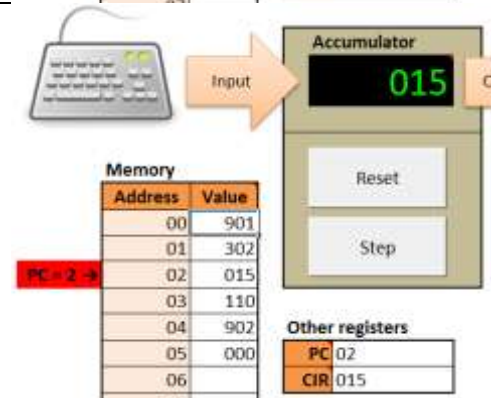 Accumulator
Input
015
Memory
Reset
Address Value
00 901
01 302
Step
PC = 2 → 02 015
03 110
04 902
Other registers
05 000
PC 02
06
CIR 015